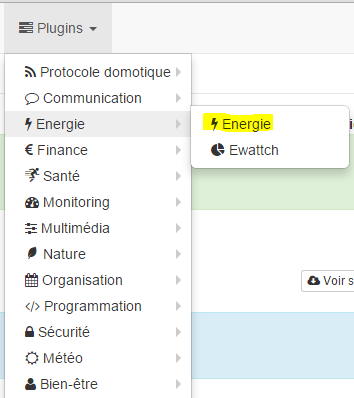 Plugins
Protocole domotique
Communication
Energie
Energie
Finance
Ewattch
Santé
Monitoring
Multimédia
Nature
Organisation
Voir s
Programmation
Sécurité
Météo
Bien-être